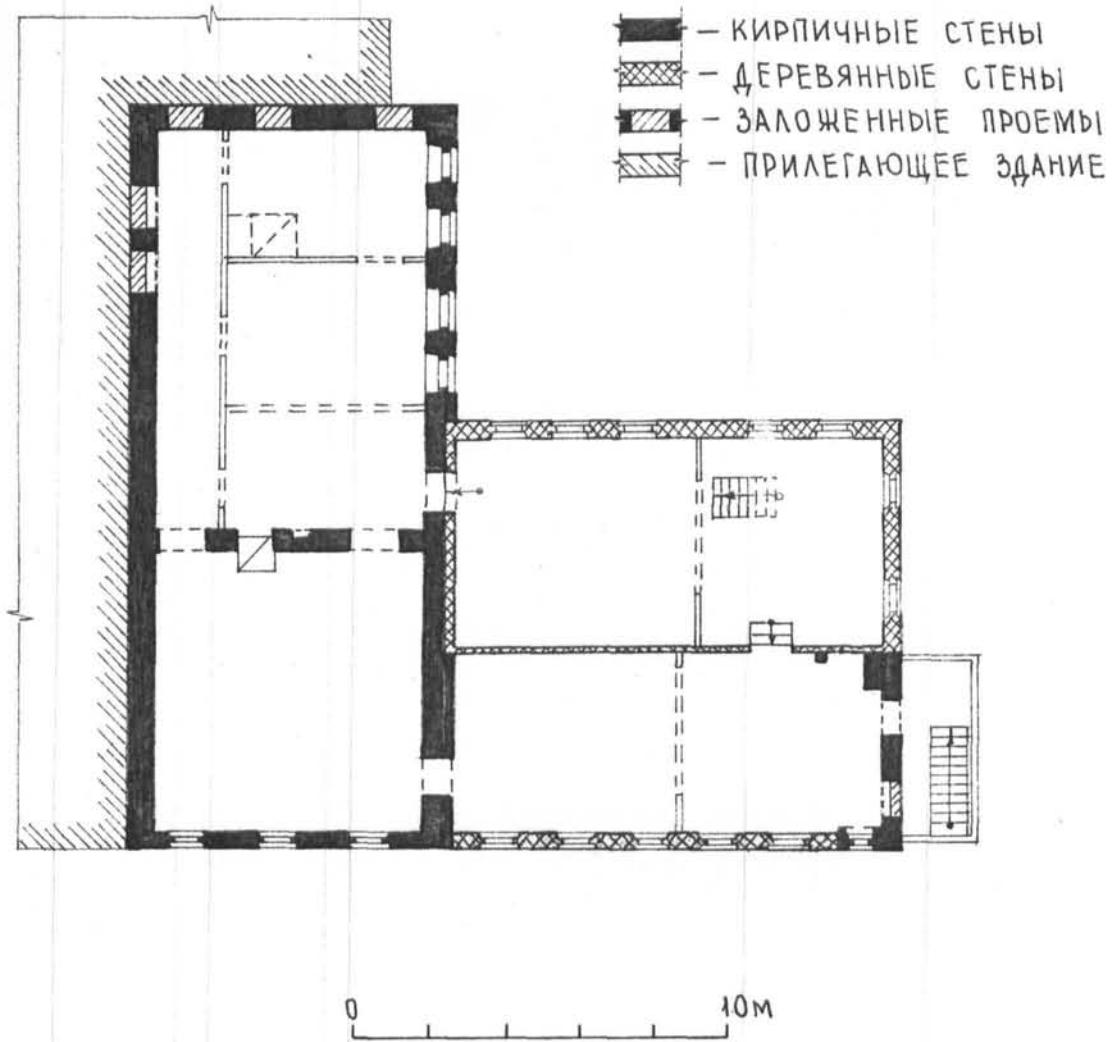 – КИРПИЧНЫЕ СТЕНЫ
– ДЕРЕВЯННЫЕ СТЕНЫ
– ЗАЛОЖЕННЫЕ ПРОЕМЫ
– ПРИЛЕГАЮЩЕЕ ЗДАНИЕ
0 10М